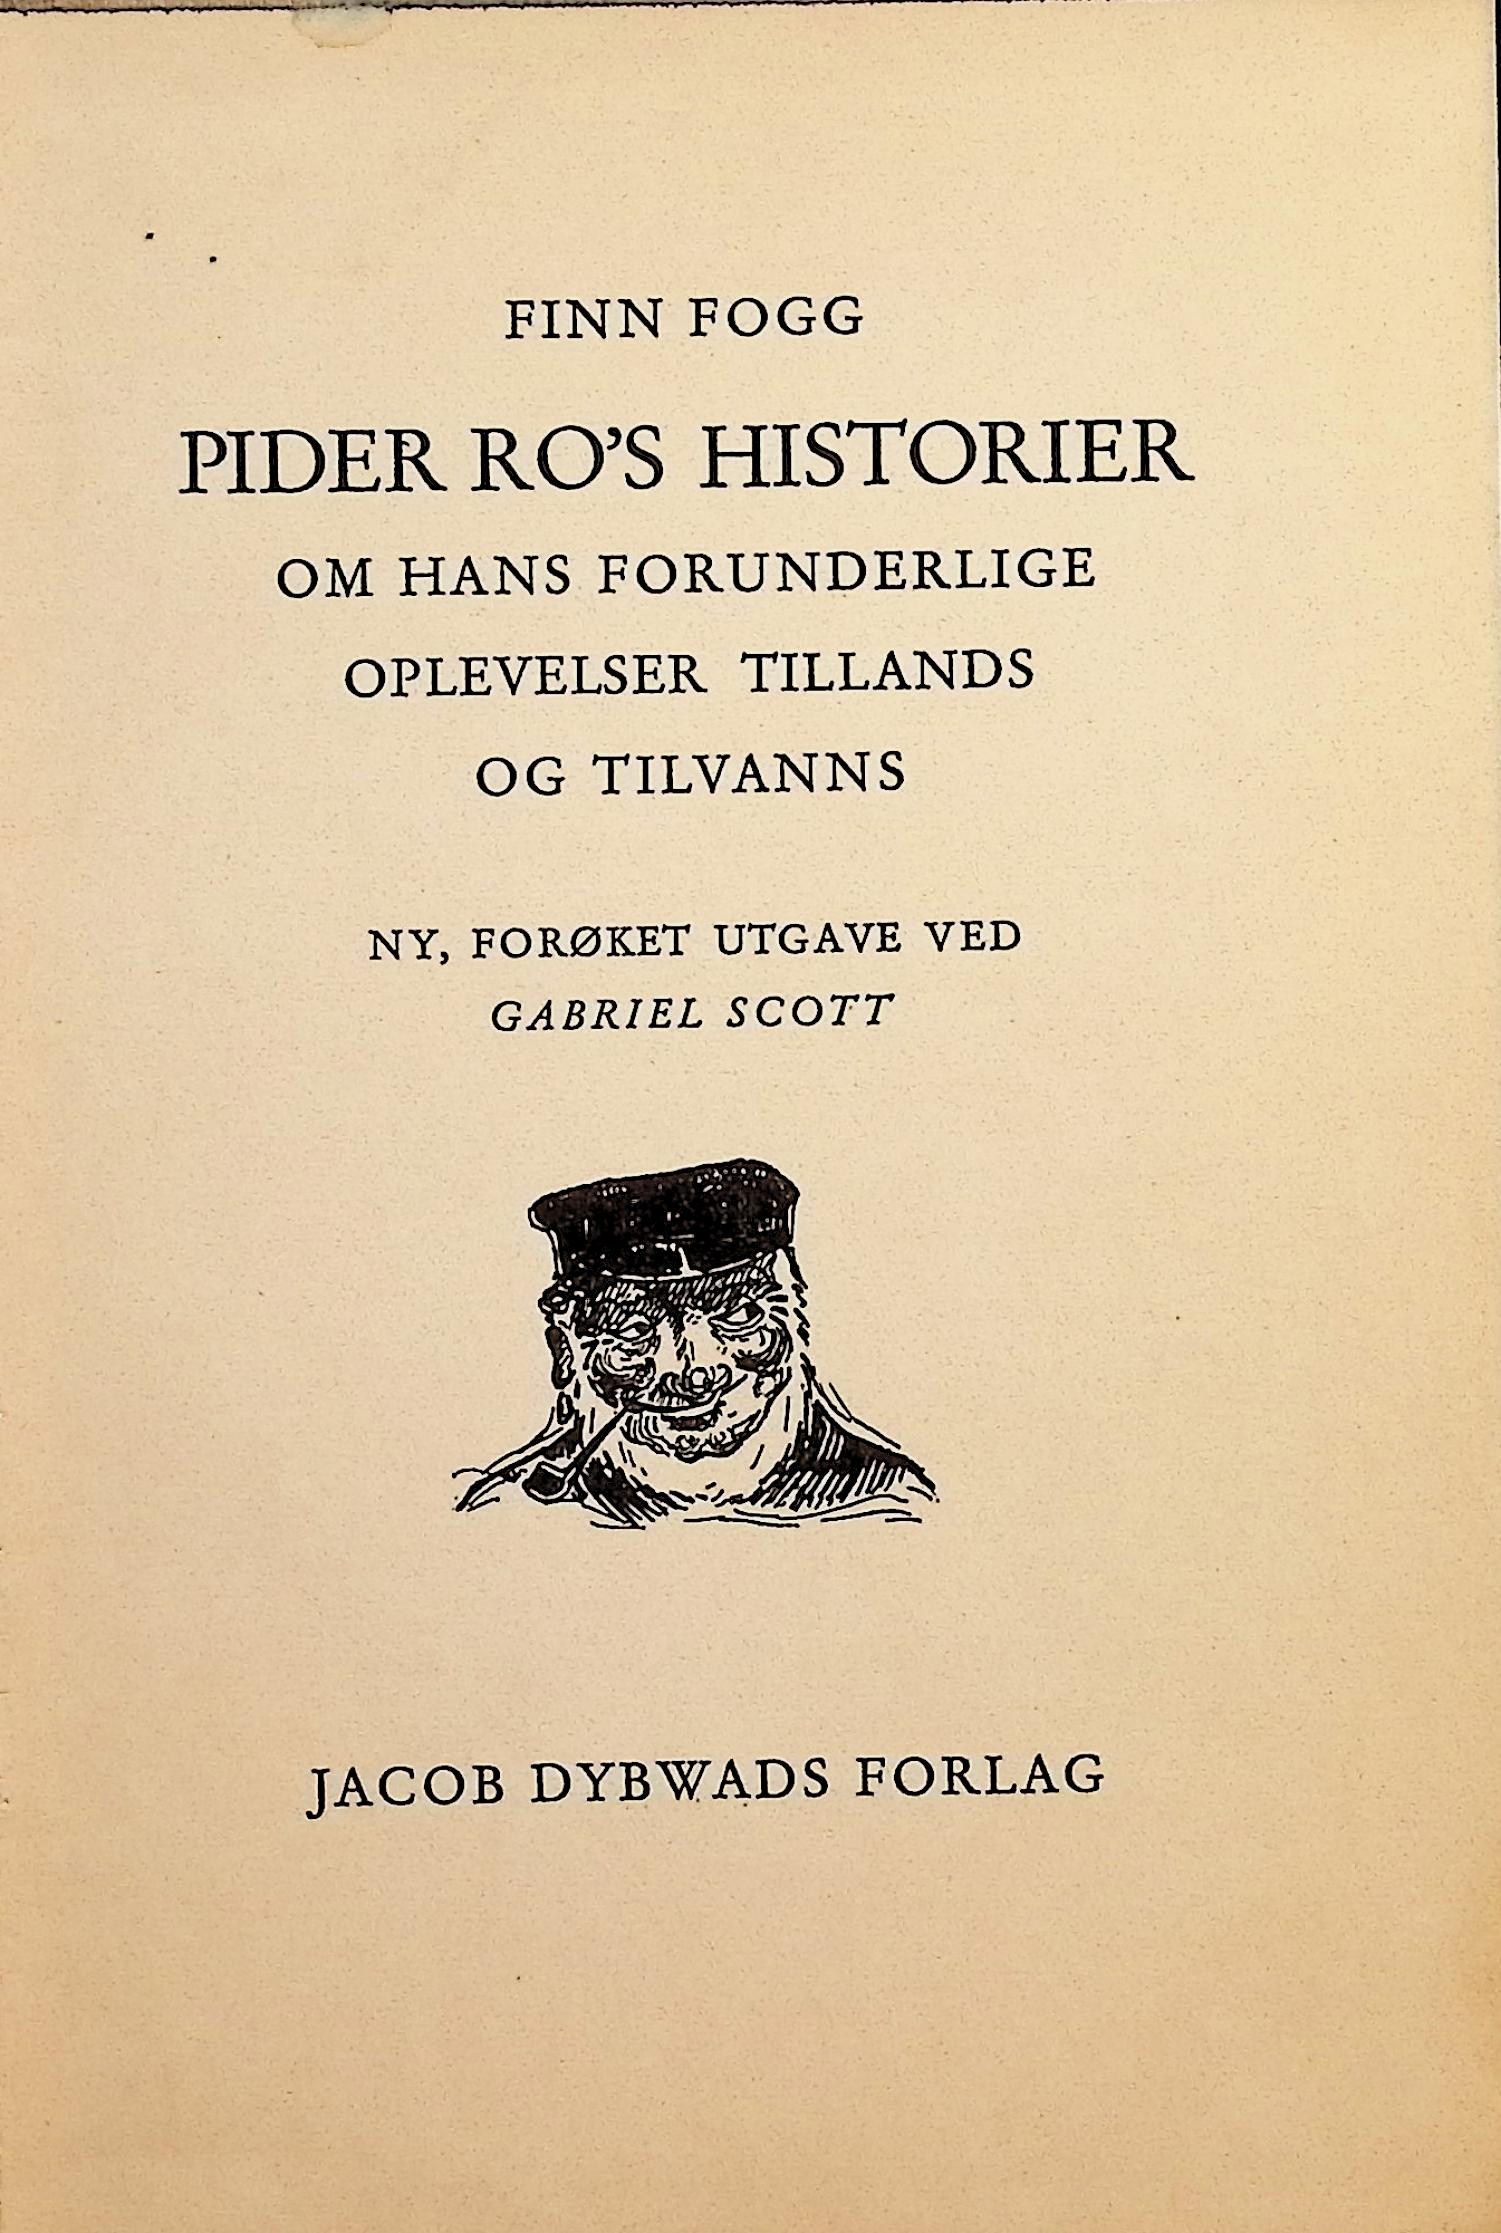 FINN FOGG
PIDER RO'S HISTORIER
OM HANS FORUNDERLIGE
OPLEVELSER TILLANDS
OG TILVANNS
NY, FORØKET UTGAVE VED
GABRIEL SCOTT
JACOB DYBWADS FORLAG